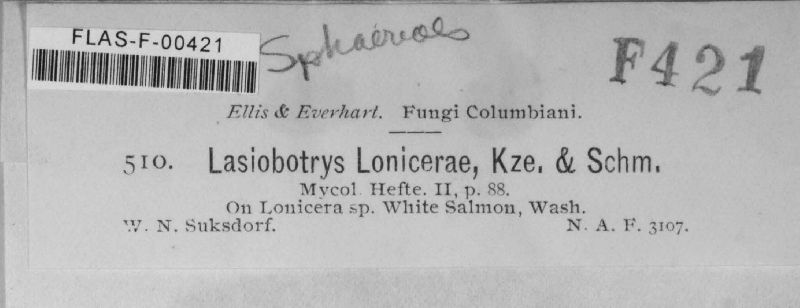 FLAS-F-00421
Sphaeriales
F421
Ellis & Everhart. Fungi Columbiani.
510. Lasiobotrys Lonicerae, Kze. & Schm.
Mycol. Hefte. II, p. 88.
On Lonicera sp. White Salmon, Wash.
W. N. Suksdorf. N. A. F. 3107.